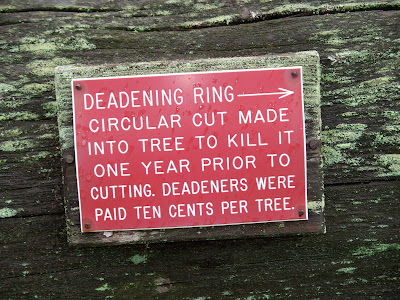 DEADENING RING⟶
CIRCULAR CUT MADE
INTO TREE TO KILL IT
ONE YEAR PRIOR TO
CUTTING. DEADENERS WERE
PAID TEN CENTS PER TREE.